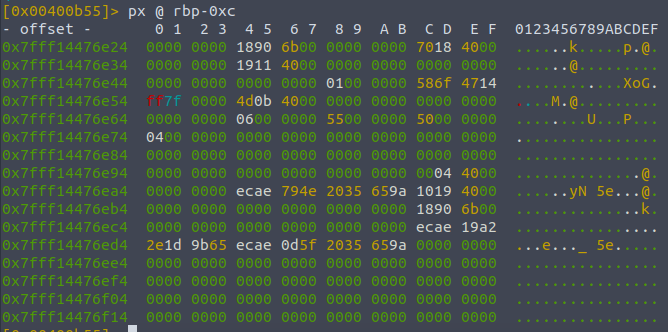 [0x00400b55]> px @ rbp-0xc
- offset -       0 1  2 3  4 5  6 7  8 9  A B  C D  E F  0123456789ABCDEF
0x7fff14476e24  0000 0000 1890 6b00 0000 0000 7018 4000  ......k.....p.@.
0x7fff14476e34  0000 0000 1911 4000 0000 0000 0000 0000  ......@.........
0x7fff14476e44  0000 0000 0000 0000 0100 0000 586f 4714  ............XoG.
0x7fff14476e54  ff7f 0000 4d0b 4000 0000 0000 0000 0000  ....M.@.........
0x7fff14476e64  0000 0000 0600 0000 5500 0000 5000 0000  ........U...P...
0x7fff14476e74  0400 0000 0000 0000 0000 0000 0000 0000  ................
0x7fff14476e84  0000 0000 0000 0000 0000 0000 0000 0000  ................
0x7fff14476e94  0000 0000 0000 0000 0000 0000 0004 4000  ..............@.
0x7fff14476ea4  0000 0000 ecae 794e 2035 659a 1019 4000  ......yN 5e...@.
0x7fff14476eb4  0000 0000 0000 0000 0000 0000 1890 6b00  ..............k.
0x7fff14476ec4  0000 0000 0000 0000 0000 0000 ecae 19a2  ................
0x7fff14476ed4  2e1d 9b65 ecae 0d5f 2035 659a 0000 0000  ...e..._ 5e.....
0x7fff14476ee4  0000 0000 0000 0000 0000 0000 0000 0000  ................
0x7fff14476ef4  0000 0000 0000 0000 0000 0000 0000 0000  ................
0x7fff14476f04  0000 0000 0000 0000 0000 0000 0000 0000  ................
0x7fff14476f14  0000 0000 0000 0000 0000 0000 0000 0000  ................